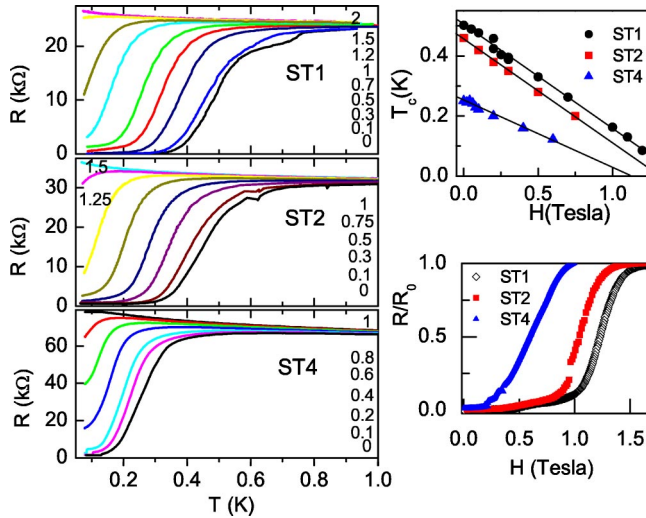 20
10
0
R (kΩ)
ST1
2
1.5
1.2
1
0.7
0.5
0.3
0.1
0
30
20
10
0
R (kΩ)
1.5
1.25
ST2
1
0.75
0.5
0.3
0.1
0
60
40
20
0
R (kΩ)
ST4
1
0.8
0.6
0.4
0.2
0.1
0
0.2 0.4 0.6 0.8 1.0
T (K)
0.4
0.2
0.0
T_c(K)
ST1
ST2
ST4
0.0 0.5 1.0
H(Tesla)
1.0
0.5
0.0
R/R₀
ST1
ST2
ST4
0.0 0.5 1.0 1.5
H (Tesla)